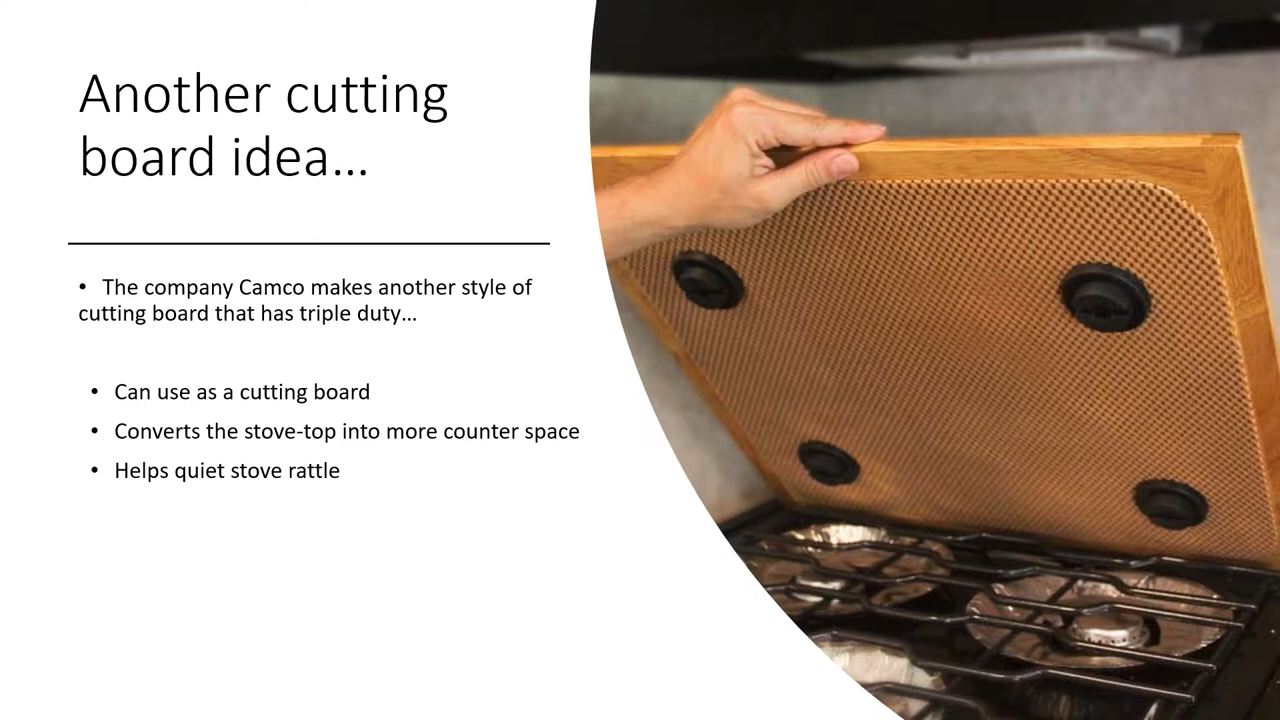 Another cutting
board idea…
• The company Camco makes another style of
cutting board that has triple duty…
• Can use as a cutting board
• Converts the stove-top into more counter space
• Helps quiet stove rattle